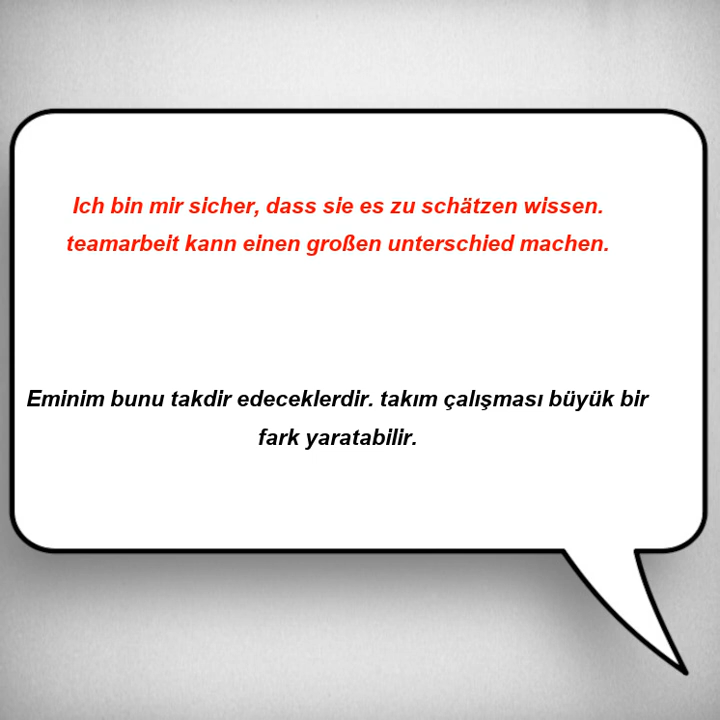 Ich bin mir sicher, dass sie es zu schätzen wissen.
teamarbeit kann einen großen unterschied machen.
Eminim bunu takdir edeceklerdir. takım çalışması büyük bir
fark yaratabilir.